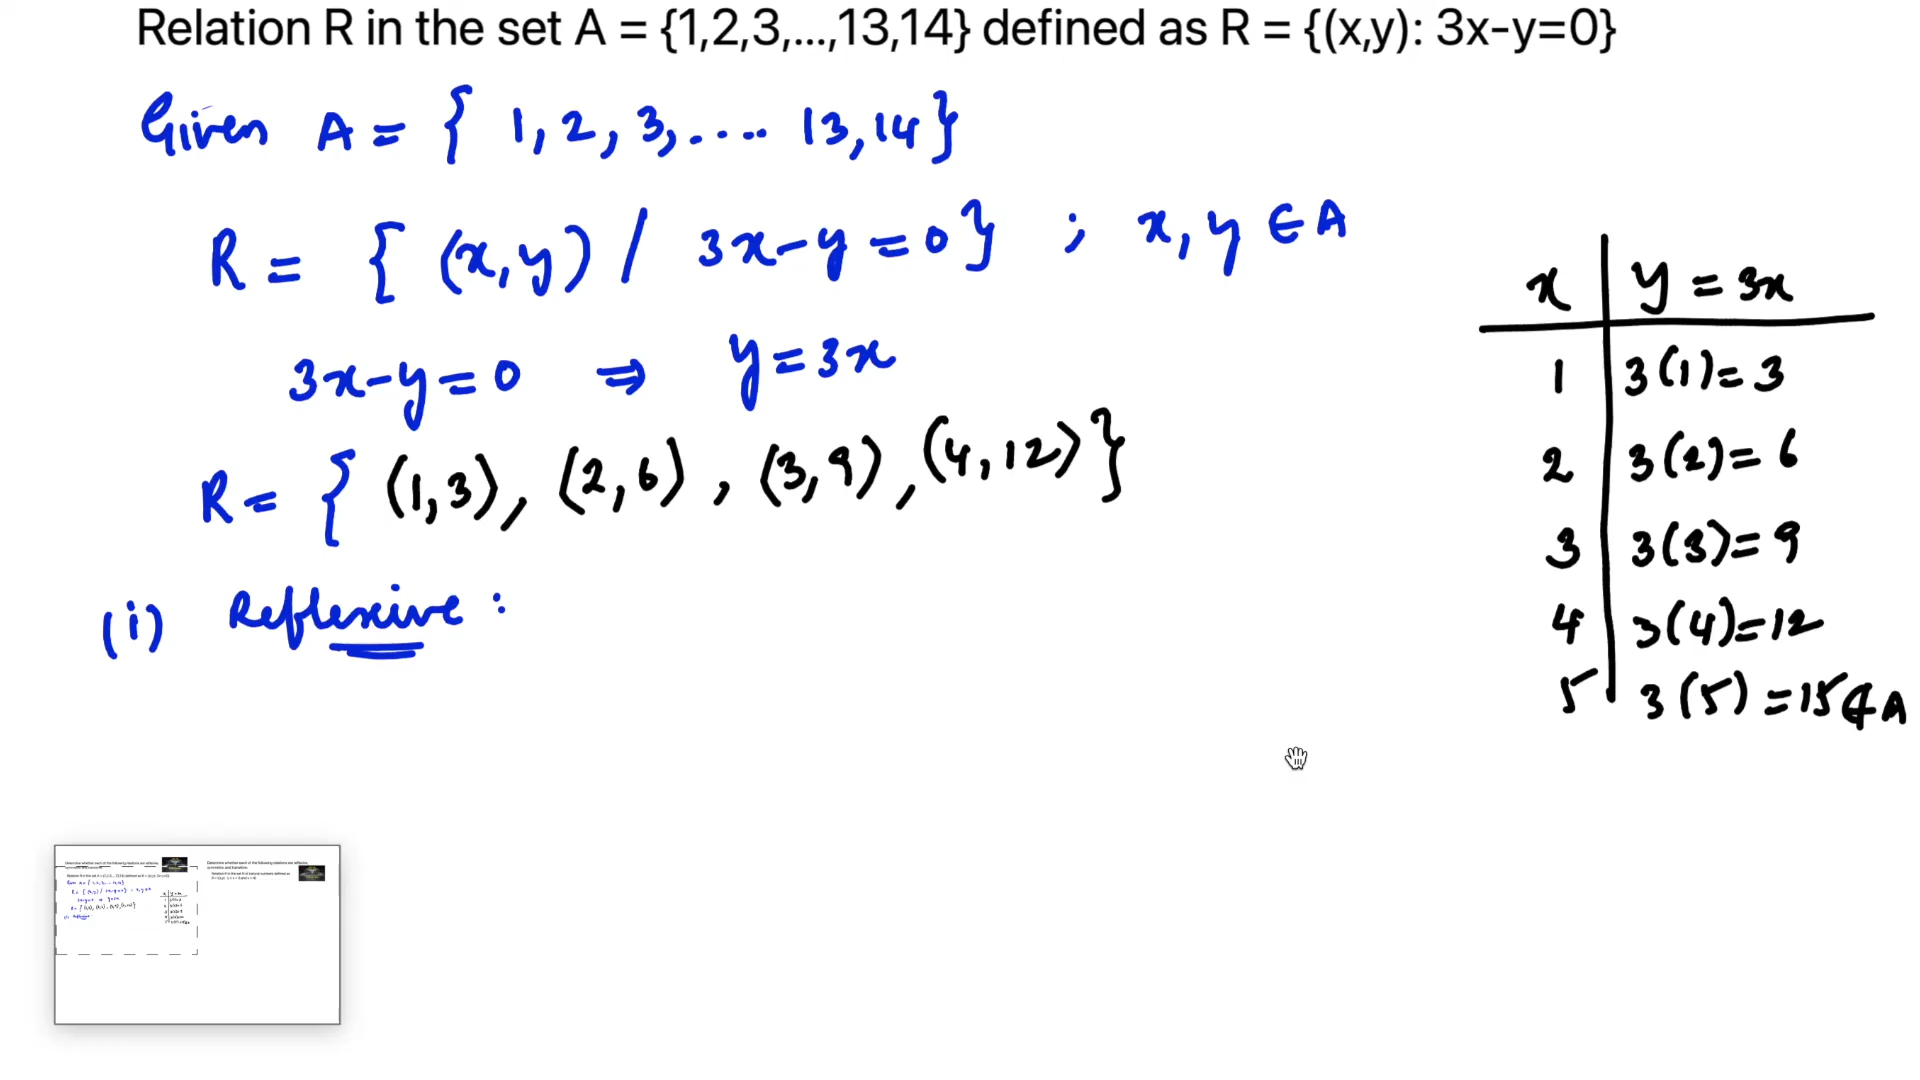 Relation R in the set A = {1,2,3,...,13,14} defined as R = {(x,y): 3x-y=0}
Given A = { 1, 2, 3, .... 13, 14 }
R = { (x, y) / 3x-y = 0 } ; x, y ∈ A
3x-y = 0 ⇒ y = 3x
R = { (1,3), (2,6), (3,9), (4,12) }
(i) Reflexive :
x | y = 3x
1 | 3(1) = 3
2 | 3(2) = 6
3 | 3(3) = 9
4 | 3(4) = 12
5 | 3(5) = 15 ∉ A